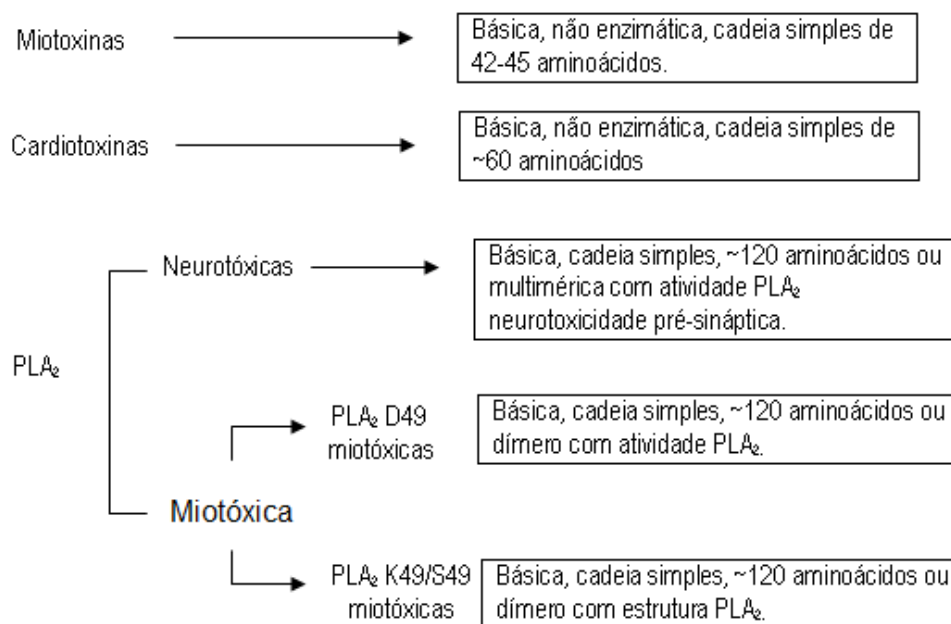 Miotoxinas
Básica, não enzimática, cadeia simples de
42-45 aminoácidos.
Cardiotoxinas
Básica, não enzimática, cadeia simples de
~60 aminoácidos
PLA₂
Neurotóxicas
Básica, cadeia simples, ~120 aminoácidos ou
multimérica com atividade PLA₂
neurotoxicidade pré-sináptica.
Miotóxica
PLA₂ D49
miotóxicas
Básica, cadeia simples, ~120 aminoácidos ou
dímero com atividade PLA₂.
PLA₂ K49/S49
miotóxicas
Básica, cadeia simples, ~120 aminoácidos ou
dímero com estrutura PLA₂.